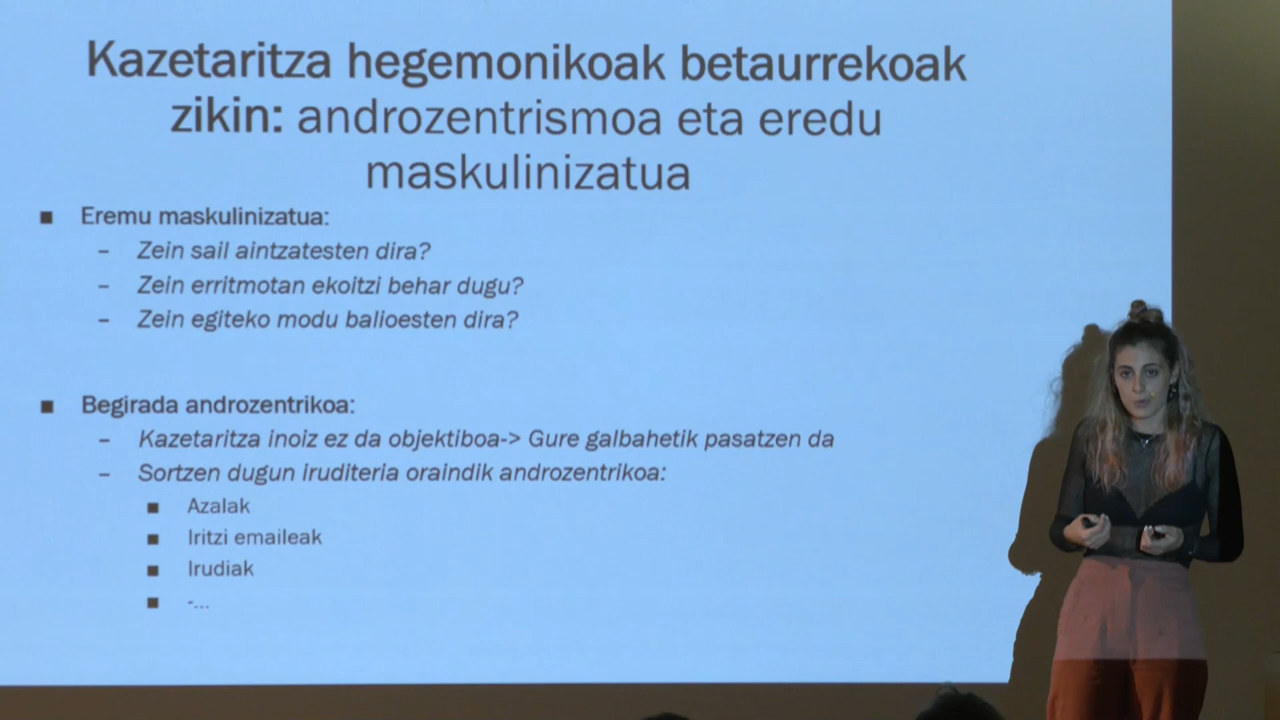 Kazetaritza hegemonikoak betaurrekoak
zikin: androzentrismoa eta eredu
maskulinizatua
■ Eremu maskulinizatua:
– Zein sail aintzatesten dira?
– Zein erritmotan ekoitzi behar dugu?
– Zein egiteko modu balioesten dira?
■ Begirada androzentrikoa:
– Kazetaritza inoiz ez da objektiboa-> Gure galbahetik pasatzen da
– Sortzen dugun iruditeria oraindik androzentrikoa:
■ Azalak
■ Iritzi emaileak
■ Irudiak
■ -...